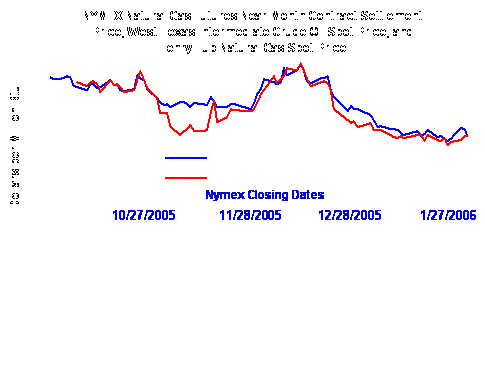 NYMEX Natural Gas Futures Near Month Contract Settlement
Price, West Texas Intermediate Crude Oil Spot Price, and
Henry Hub Natural Gas Spot Price
Nymex Closing Dates
10/27/2005 11/28/2005 12/28/2005 1/27/2006